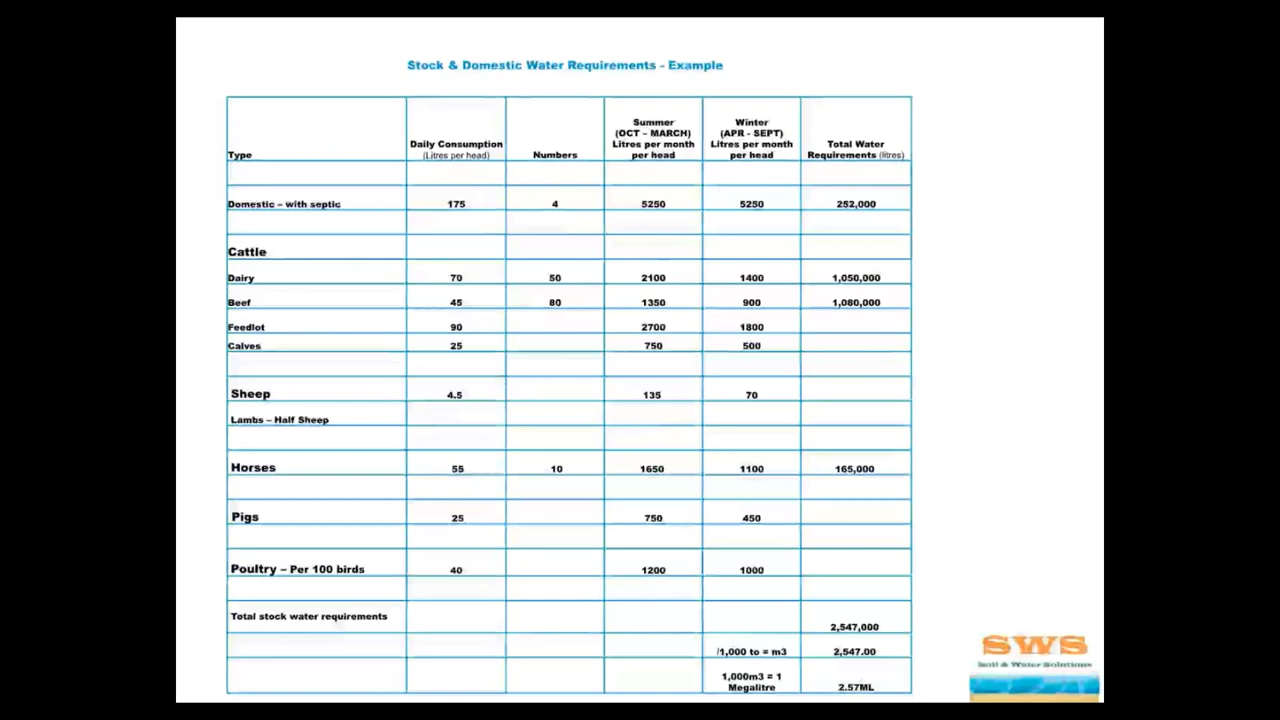 Stock & Domestic Water Requirements - Example
Type
Daily Consumption
(Litres per head)
Numbers
Summer
(OCT – MARCH)
Litres per month
per head
Winter
(APR - SEPT)
Litres per month
per head
Total Water
Requirements (litres)
Domestic – with septic 175 4 5250 5250 252,000
Cattle
Dairy 70 50 2100 1400 1,050,000
Beef 45 80 1350 900 1,080,000
Feedlot 90 2700 1800
Calves 25 750 500
Sheep 4.5 135 70
Lambs – Half Sheep
Horses 55 10 1650 1100 165,000
Pigs 25 750 450
Poultry – Per 100 birds 40 1200 1000
Total stock water requirements 2,547,000
/1,000 to = m3 2,547.00
1,000m3 = 1
Megalitre 2.57ML
SWS
Soil & Water Solutions